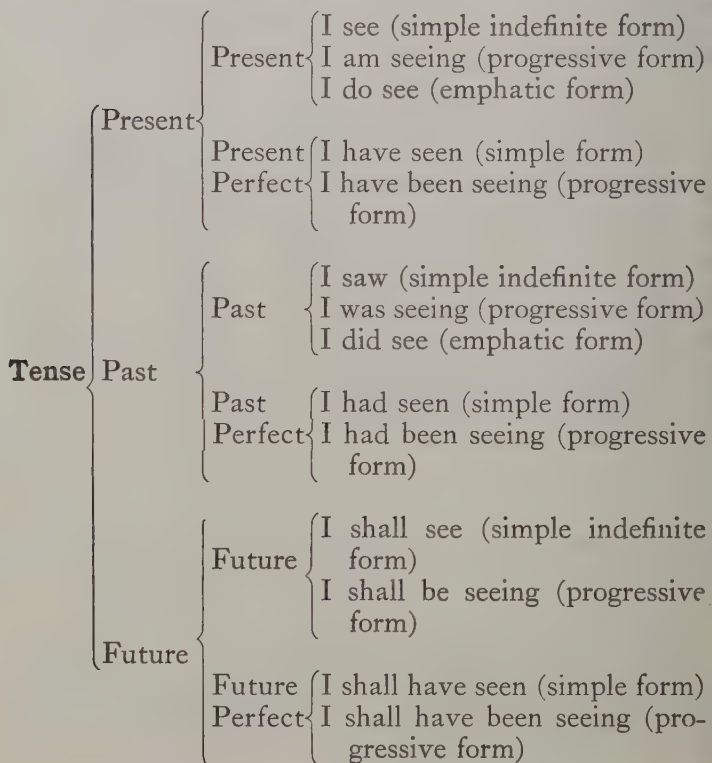 I see (simple indefinite form)
Present I am seeing (progressive form)
I do see (emphatic form)
Present
Present I have seen (simple form)
Perfect I have been seeing (progressive
form)
I saw (simple indefinite form)
Past I was seeing (progressive form)
I did see (emphatic form)
Tense Past
Past I had seen (simple form)
Perfect I had been seeing (progressive
form)
I shall see (simple indefinite
Future form)
I shall be seeing (progressive
form)
Future
Future I shall have seen (simple form)
Perfect I shall have been seeing (pro-
gressive form)